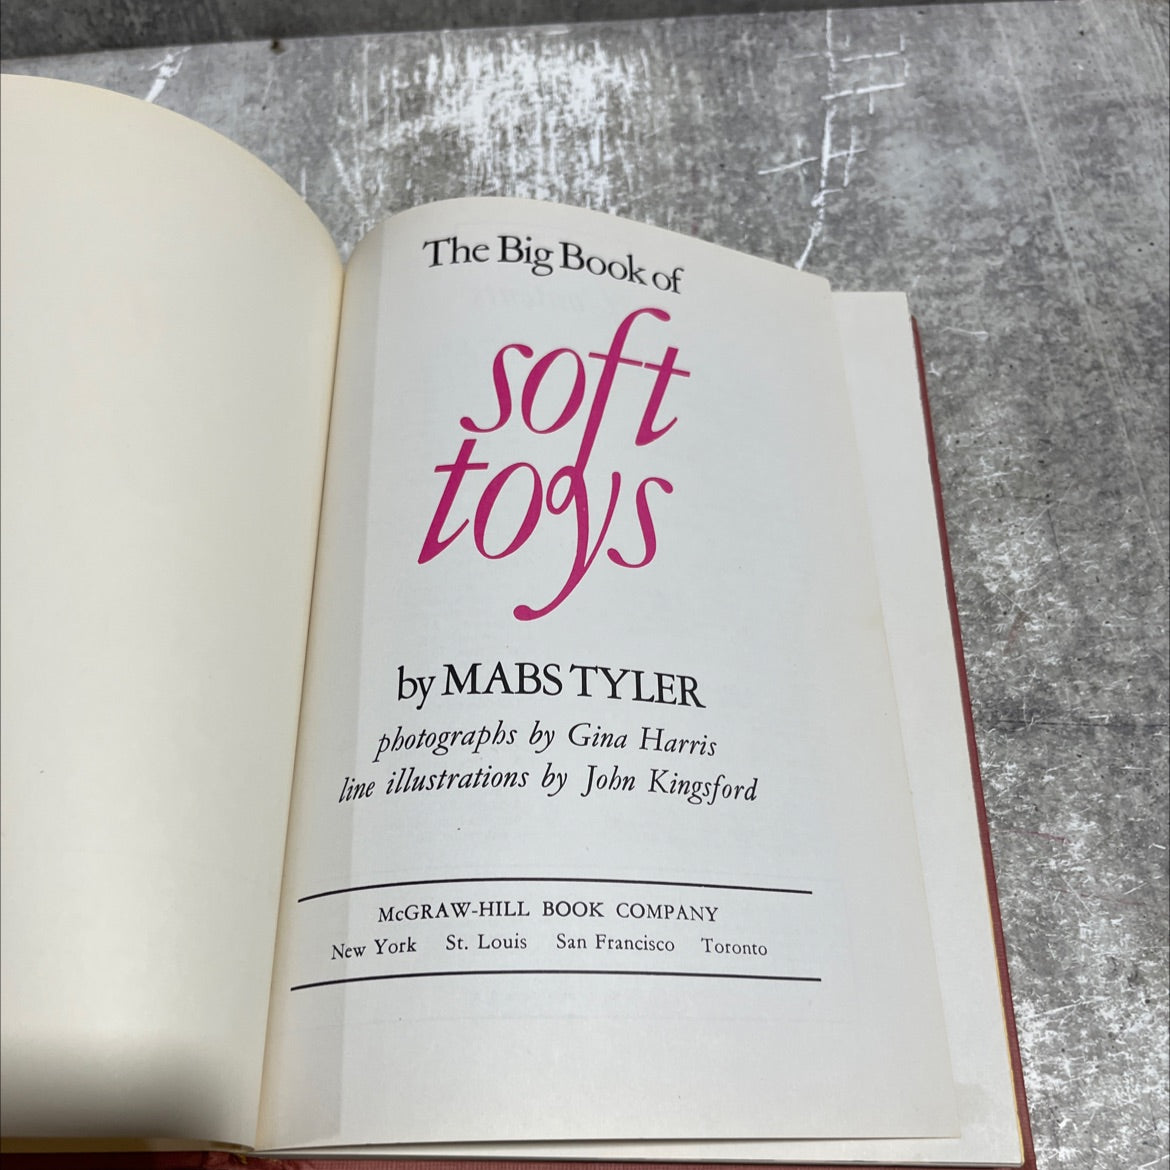 The Big Book of
soft
toys
by MABS TYLER
photographs by Gina Harris
line illustrations by John Kingsford
McGRAW-HILL BOOK COMPANY
New York St. Louis San Francisco Toronto